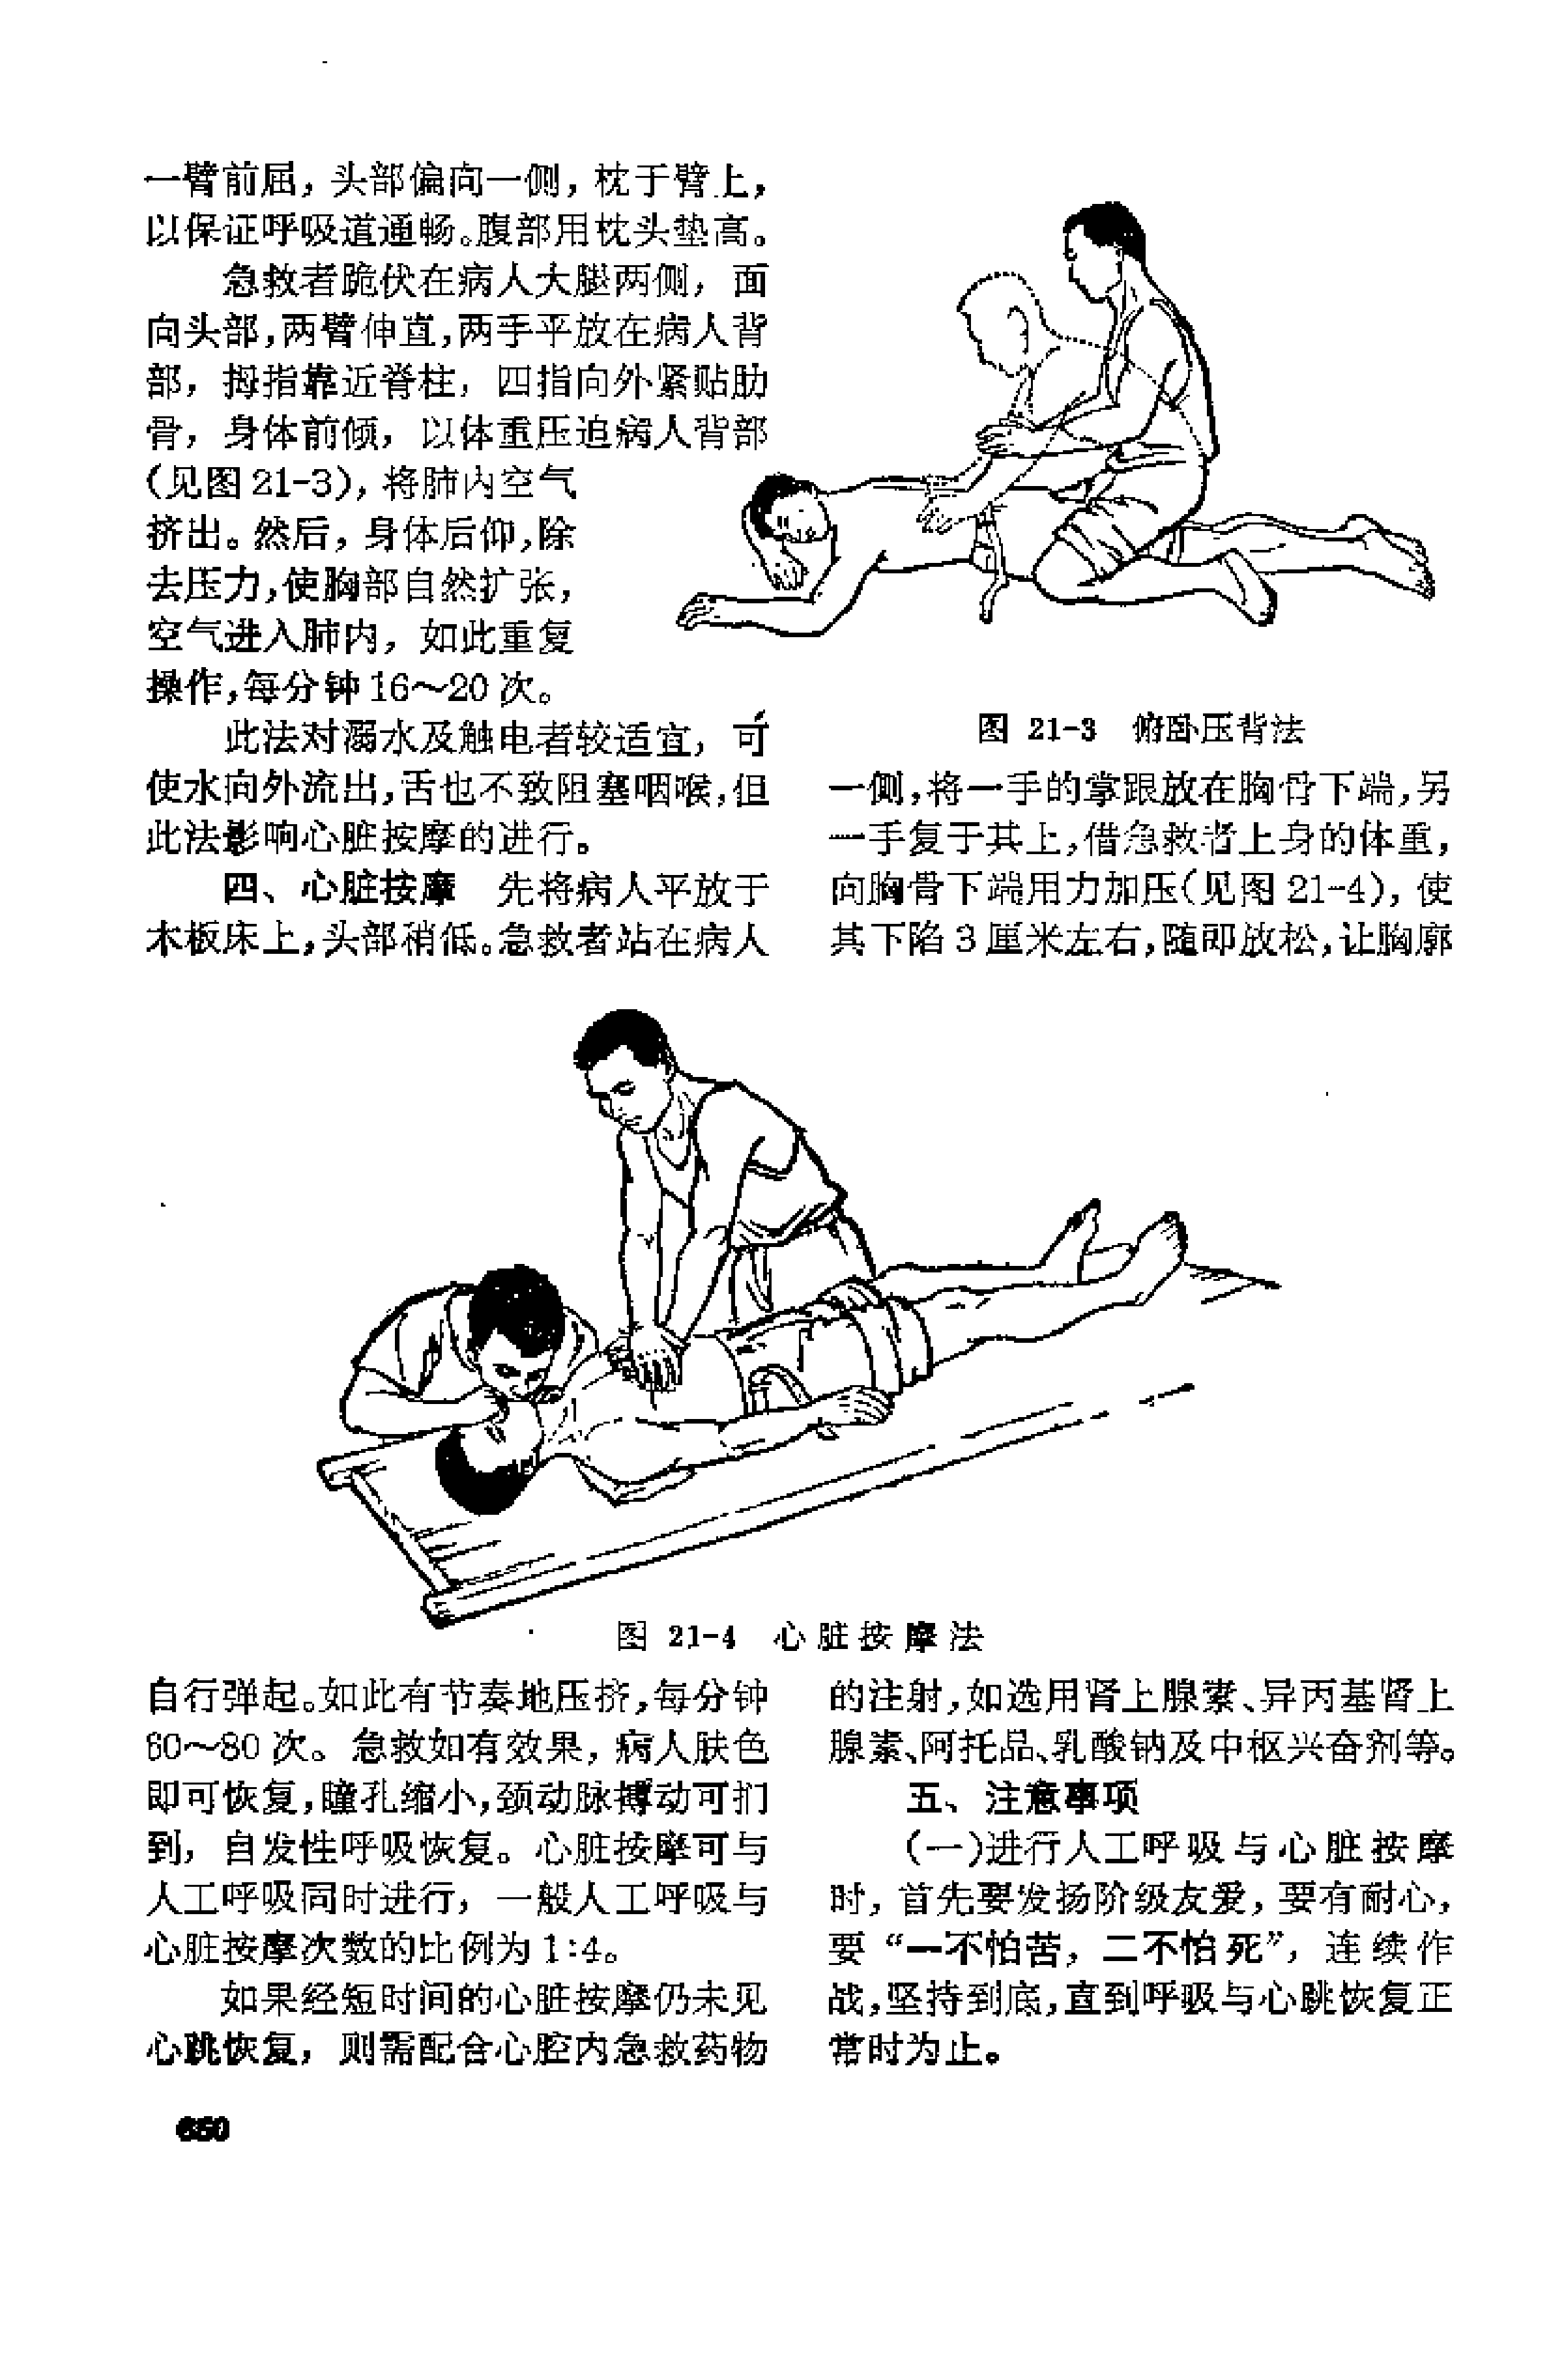 一臂前屈，头部偏向一侧，枕于臂上，
以保证呼吸道通畅。腹部用枕头垫高。
急救者跪伏在病人大腿两侧，面
向头部，两臂伸直，两手平放在病人背
部，拇指靠近脊柱，四指向外紧贴肋
骨，身体前倾，以体重压迫病人背部
（见图21-3），将肺内空气
挤出。然后，身体后仰，除
去压力，使胸部自然扩张，
空气进入肺内，如此重复
操作，每分钟16～20次。
此法对溺水及触电者较适宜，可
使水向外流出，舌也不致阻塞咽喉，但
此法影响心脏按摩的进行。
四、心脏按摩　先将病人平放于
木板床上，头部稍低。急救者站在病人
图 21-3　俯卧压背法
一侧，将一手的掌跟放在胸骨下端，另
一手复于其上，借急救者上身的体重，
向胸骨下端用力加压（见图21-4），使
其下陷3厘米左右，随即放松，让胸廓
图 21-4　心脏按摩法
自行弹起。如此有节奏地压挤，每分钟
60～80次。急救如有效果，病人肤色
即可恢复，瞳孔缩小，颈动脉搏动可扪
到，自发性呼吸恢复。心脏按摩可与
人工呼吸同时进行，一般人工呼吸与
心脏按摩次数的比例为1:4。
如果经短时间的心脏按摩仍未见
心跳恢复，则需配合心腔内急救药物
的注射，如选用肾上腺素、异丙基肾上
腺素、阿托品、乳酸钠及中枢兴奋剂等。
五、注意事项
（一）进行人工呼吸与心脏按摩
时，首先要发扬阶级友爱，要有耐心，
要“一不怕苦，二不怕死”，连续作
战，坚持到底，直到呼吸与心跳恢复正
常时为止。
650